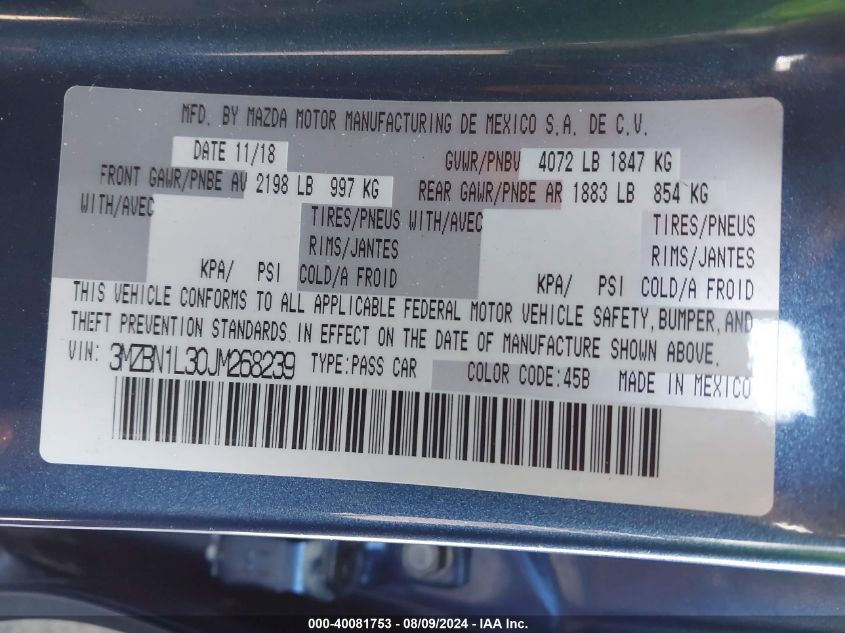 MFD. BY MAZDA MOTOR MANUFACTURING DE MEXICO S.A. DE C.V.
DATE 11/18 GVWR/PNBV 4072 LB 1847 KG
FRONT GAWR/PNBE AV 2198 LB 997 KG REAR GAWR/PNBE AR 1883 LB 854 KG
WITH/AVEC TIRES/PNEUS WITH/AVEC TIRES/PNEUS
RIMS/JANTES RIMS/JANTES
KPA/ PSI COLD/A FROID KPA/ PSI COLD/A FROID
THIS VEHICLE CONFORMS TO ALL APPLICABLE FEDERAL MOTOR VEHICLE SAFETY, BUMPER, AND
THEFT PREVENTION STANDARDS IN EFFECT ON THE DATE OF MANUFACTURE SHOWN ABOVE.
VIN: 3MZBN1L30JM268239 TYPE:PASS CAR COLOR CODE:45B MADE IN MEXICO
000-40081753 - 08/09/2024 - IAA Inc.